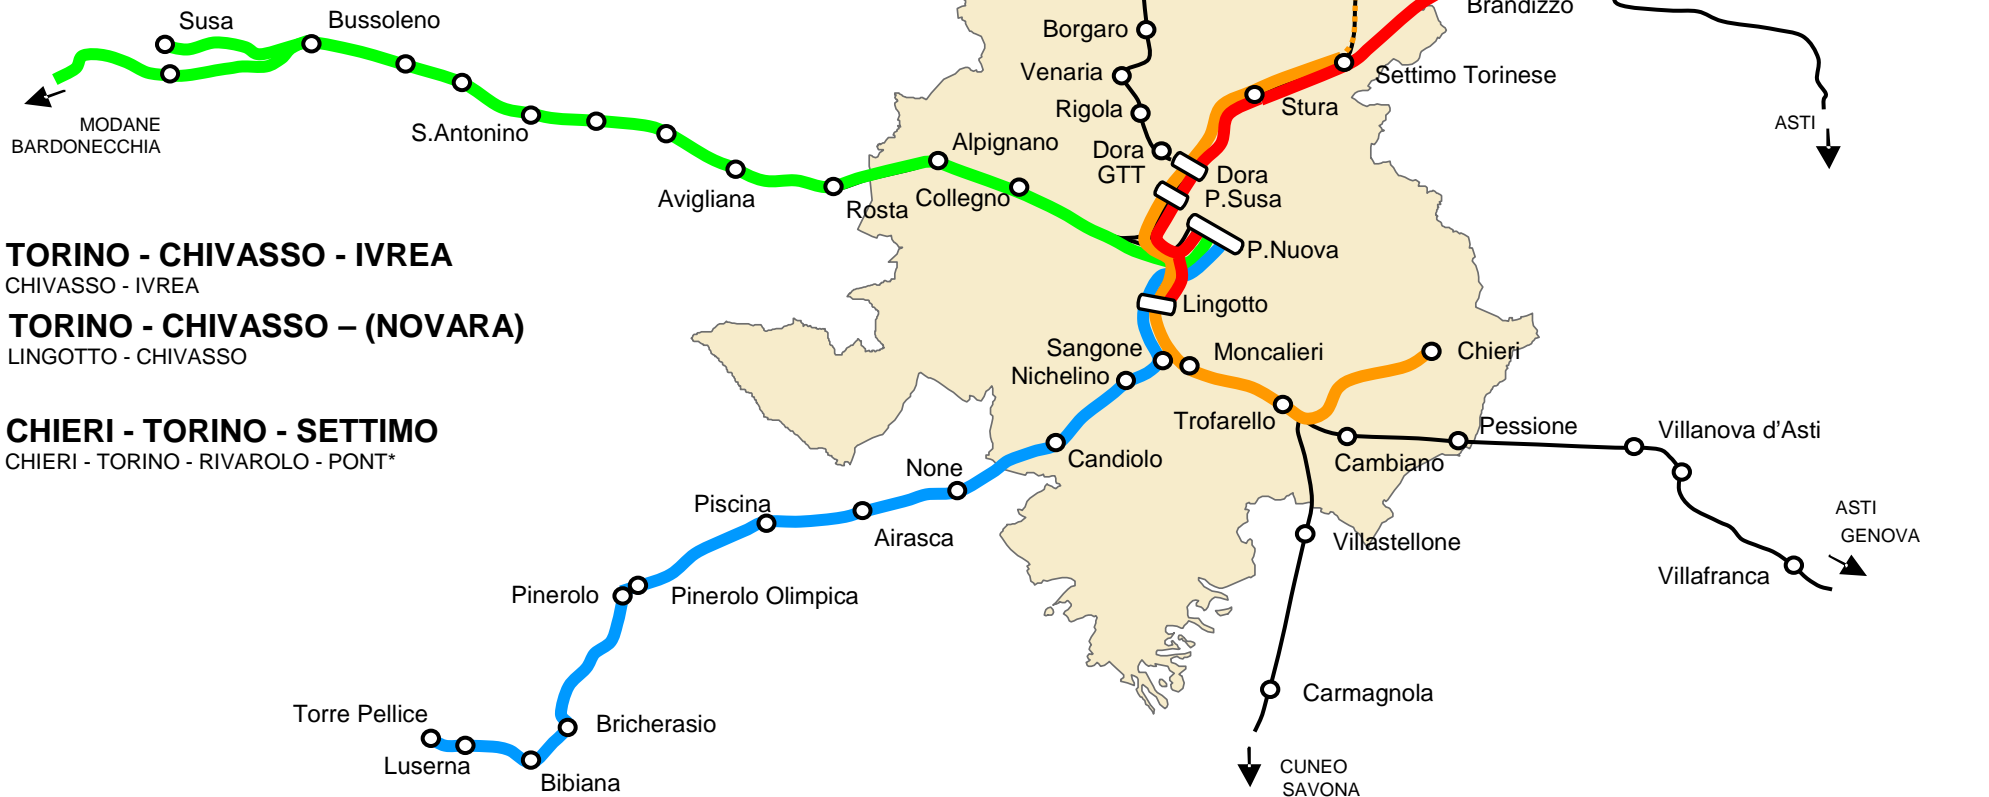 Susa
Bussoleno
Borgaro
Brandizzo
Venaria
Settimo Torinese
Rigola
Stura
MODANE
BARDONECCHIA
S.Antonino
Alpignano
Dora
GTT
ASTI
Dora
P.Susa
Avigliana
Rosta
Collegno
P.Nuova
TORINO - CHIVASSO - IVREA
CHIVASSO - IVREA
Lingotto
TORINO - CHIVASSO – (NOVARA)
LINGOTTO - CHIVASSO
Sangone
Moncalieri
Chieri
Nichelino
Trofarello
Pessione
Villanova d'Asti
CHIERI - TORINO - SETTIMO
CHIERI - TORINO - RIVAROLO - PONT*
None
Candiolo
Cambiano
Piscina
ASTI
GENOVA
Airasca
Villastellone
Villafranca
Pinerolo
Pinerolo Olimpica
Carmagnola
Torre Pellice
Bricherasio
Luserna
Bibiana
CUNEO
SAVONA